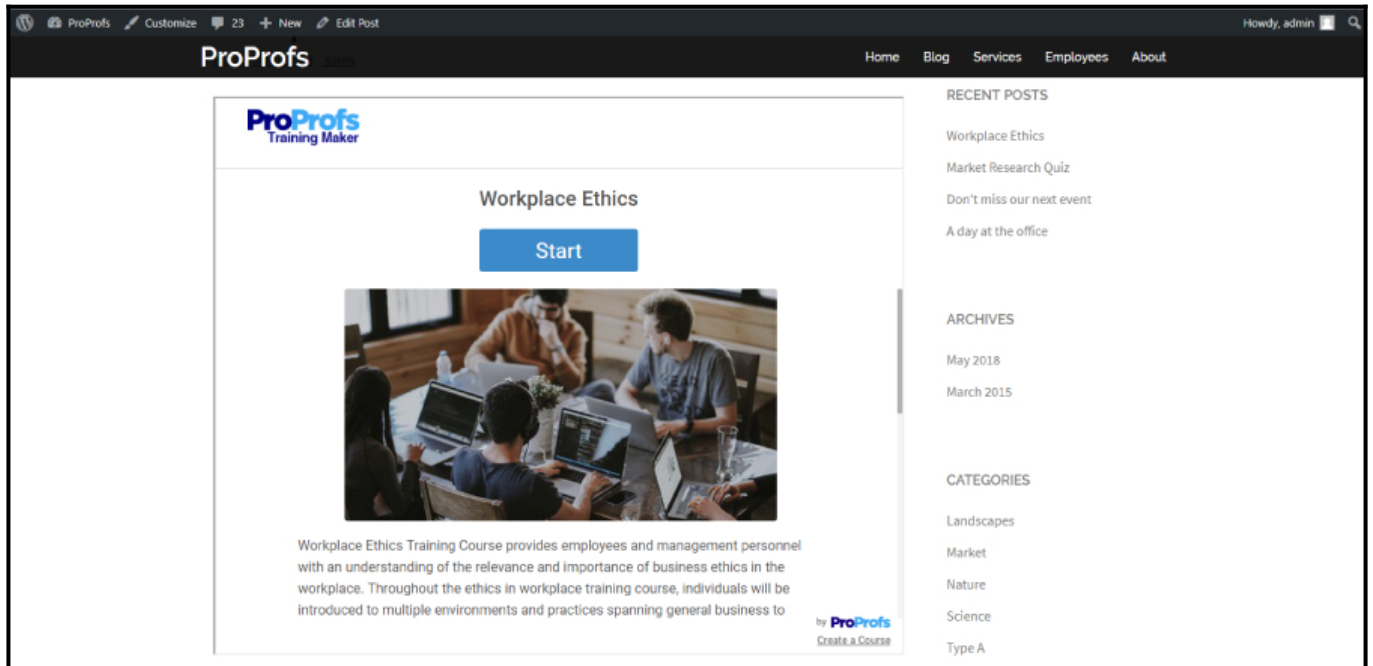 ProProfs Customize 23 New Edit Post Howdy, admin
ProProfs
Home Blog Services Employees About
ProProfs
Training Maker
Workplace Ethics
Start
Workplace Ethics Training Course provides employees and management personnel
with an understanding of the relevance and importance of business ethics in the
workplace. Throughout the ethics in workplace training course, individuals will be
introduced to multiple environments and practices spanning general business to
by ProProfs
Create a Course
RECENT POSTS
Workplace Ethics
Market Research Quiz
Don't miss our next event
A day at the office
ARCHIVES
May 2018
March 2015
CATEGORIES
Landscapes
Market
Nature
Science
Type A